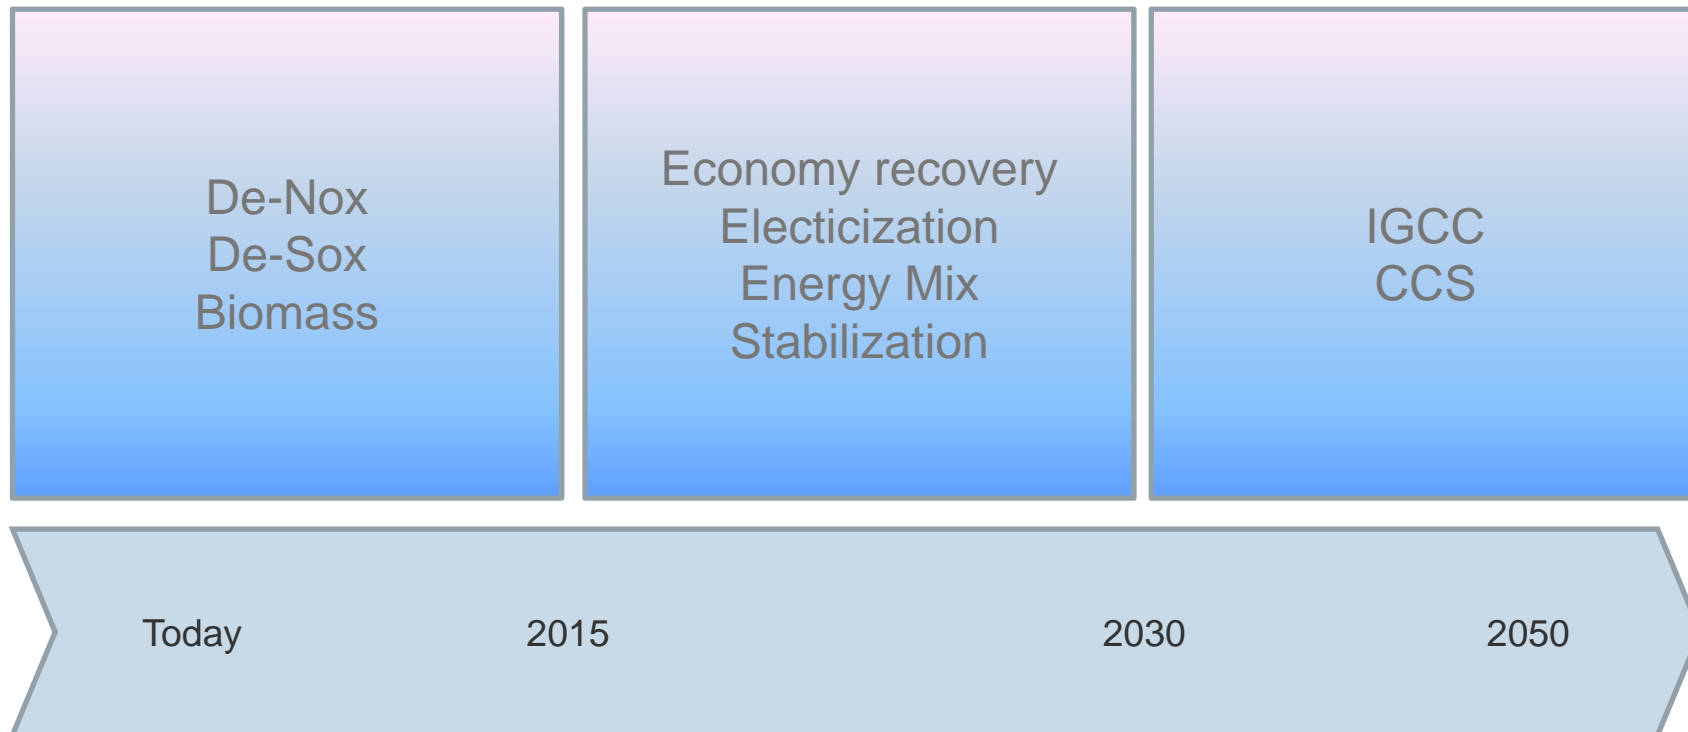 De-Nox
De-Sox
Biomass
Economy recovery
Electicization
Energy Mix
Stabilization
IGCC
CCS
Today 2015 2030 2050